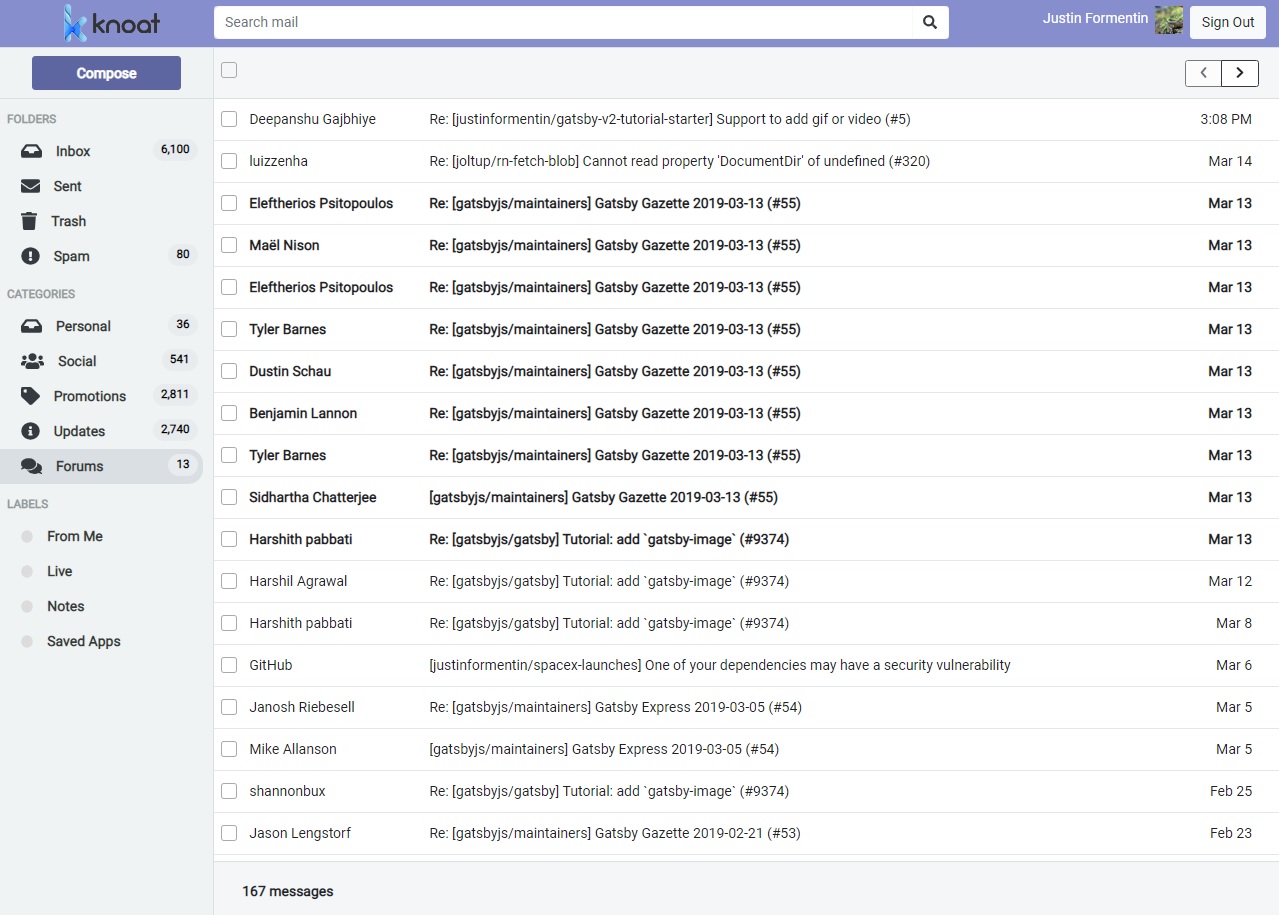 knoat
Search mail
Justin Formentin
Sign Out
Compose
FOLDERS
Inbox 6,100
Sent
Trash
Spam 80
CATEGORIES
Personal 36
Social 541
Promotions 2,811
Updates 2,740
Forums 13
LABELS
From Me
Live
Notes
Saved Apps
Deepanshu Gajbhiye Re: [justinformentin/gatsby-v2-tutorial-starter] Support to add gif or video (#5) 3:08 PM
luizzenha Re: [joltup/rn-fetch-blob] Cannot read property 'DocumentDir' of undefined (#320) Mar 14
Eleftherios Psitopoulos Re: [gatsbyjs/maintainers] Gatsby Gazette 2019-03-13 (#55) Mar 13
Maël Nison Re: [gatsbyjs/maintainers] Gatsby Gazette 2019-03-13 (#55) Mar 13
Eleftherios Psitopoulos Re: [gatsbyjs/maintainers] Gatsby Gazette 2019-03-13 (#55) Mar 13
Tyler Barnes Re: [gatsbyjs/maintainers] Gatsby Gazette 2019-03-13 (#55) Mar 13
Dustin Schau Re: [gatsbyjs/maintainers] Gatsby Gazette 2019-03-13 (#55) Mar 13
Benjamin Lannon Re: [gatsbyjs/maintainers] Gatsby Gazette 2019-03-13 (#55) Mar 13
Tyler Barnes Re: [gatsbyjs/maintainers] Gatsby Gazette 2019-03-13 (#55) Mar 13
Sidhartha Chatterjee [gatsbyjs/maintainers] Gatsby Gazette 2019-03-13 (#55) Mar 13
Harshith pabbati Re: [gatsbyjs/gatsby] Tutorial: add `gatsby-image` (#9374) Mar 13
Harshil Agrawal Re: [gatsbyjs/gatsby] Tutorial: add `gatsby-image` (#9374) Mar 12
Harshith pabbati Re: [gatsbyjs/gatsby] Tutorial: add `gatsby-image` (#9374) Mar 8
GitHub [justinformentin/spacex-launches] One of your dependencies may have a security vulnerability Mar 6
Janosh Riebesell Re: [gatsbyjs/maintainers] Gatsby Express 2019-03-05 (#54) Mar 5
Mike Allanson [gatsbyjs/maintainers] Gatsby Express 2019-03-05 (#54) Mar 5
shannonbux Re: [gatsbyjs/gatsby] Tutorial: add `gatsby-image` (#9374) Feb 25
Jason Lengstorf Re: [gatsbyjs/maintainers] Gatsby Gazette 2019-02-21 (#53) Feb 23
167 messages